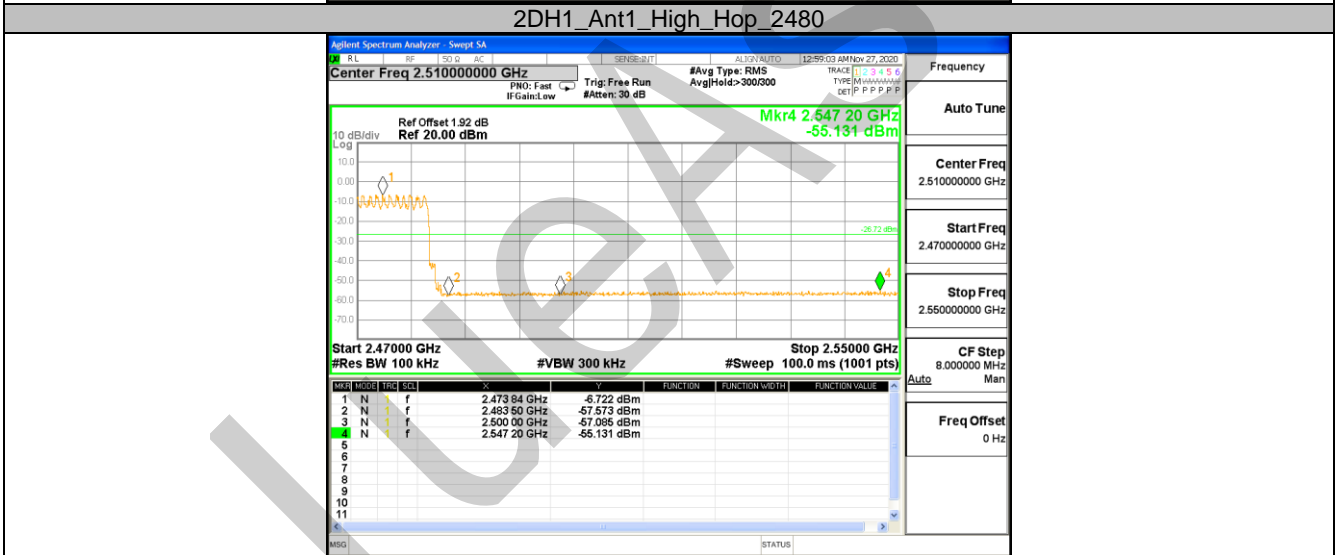 2DH1_Ant1_High_Hop_2480
Agilent Spectrum Analyzer - Swept SA
RL RF 50 Ω AC SENSE:INT ALIGNAUTO 12:59:03 AM Nov 27, 2020
Center Freq 2.510000000 GHz
PNO: Fast
IFGain:Low
Trig: Free Run
#Atten: 30 dB
#Avg Type: RMS
Avg|Hold:>300/300
TRACE 1 2 3 4 5 6
TYPE M
DET P P P P P P
Mkr4 2.547 20 GHz
-55.131 dBm
Ref Offset 1.92 dB
10 dB/div Ref 20.00 dBm
Log
10.0
0.00
-10.0
-20.0
-30.0
-40.0
-50.0
-60.0
-70.0
1
2
3
4
-26.72 dBm
Start 2.47000 GHz Stop 2.55000 GHz
#Res BW 100 kHz #VBW 300 kHz #Sweep 100.0 ms (1001 pts)
MKR MODE TRC SCL X Y FUNCTION FUNCTION WIDTH FUNCTION VALUE
1 N 1 f 2.473 84 GHz -6.722 dBm
2 N 1 f 2.483 50 GHz -57.573 dBm
3 N 1 f 2.500 00 GHz -57.085 dBm
4 N 1 f 2.547 20 GHz -55.131 dBm
5
6
7
8
9
10
11
MSG STATUS
Frequency
Auto Tune
Center Freq
2.510000000 GHz
Start Freq
2.470000000 GHz
Stop Freq
2.550000000 GHz
CF Step
8.000000 MHz
Auto Man
Freq Offset
0 Hz